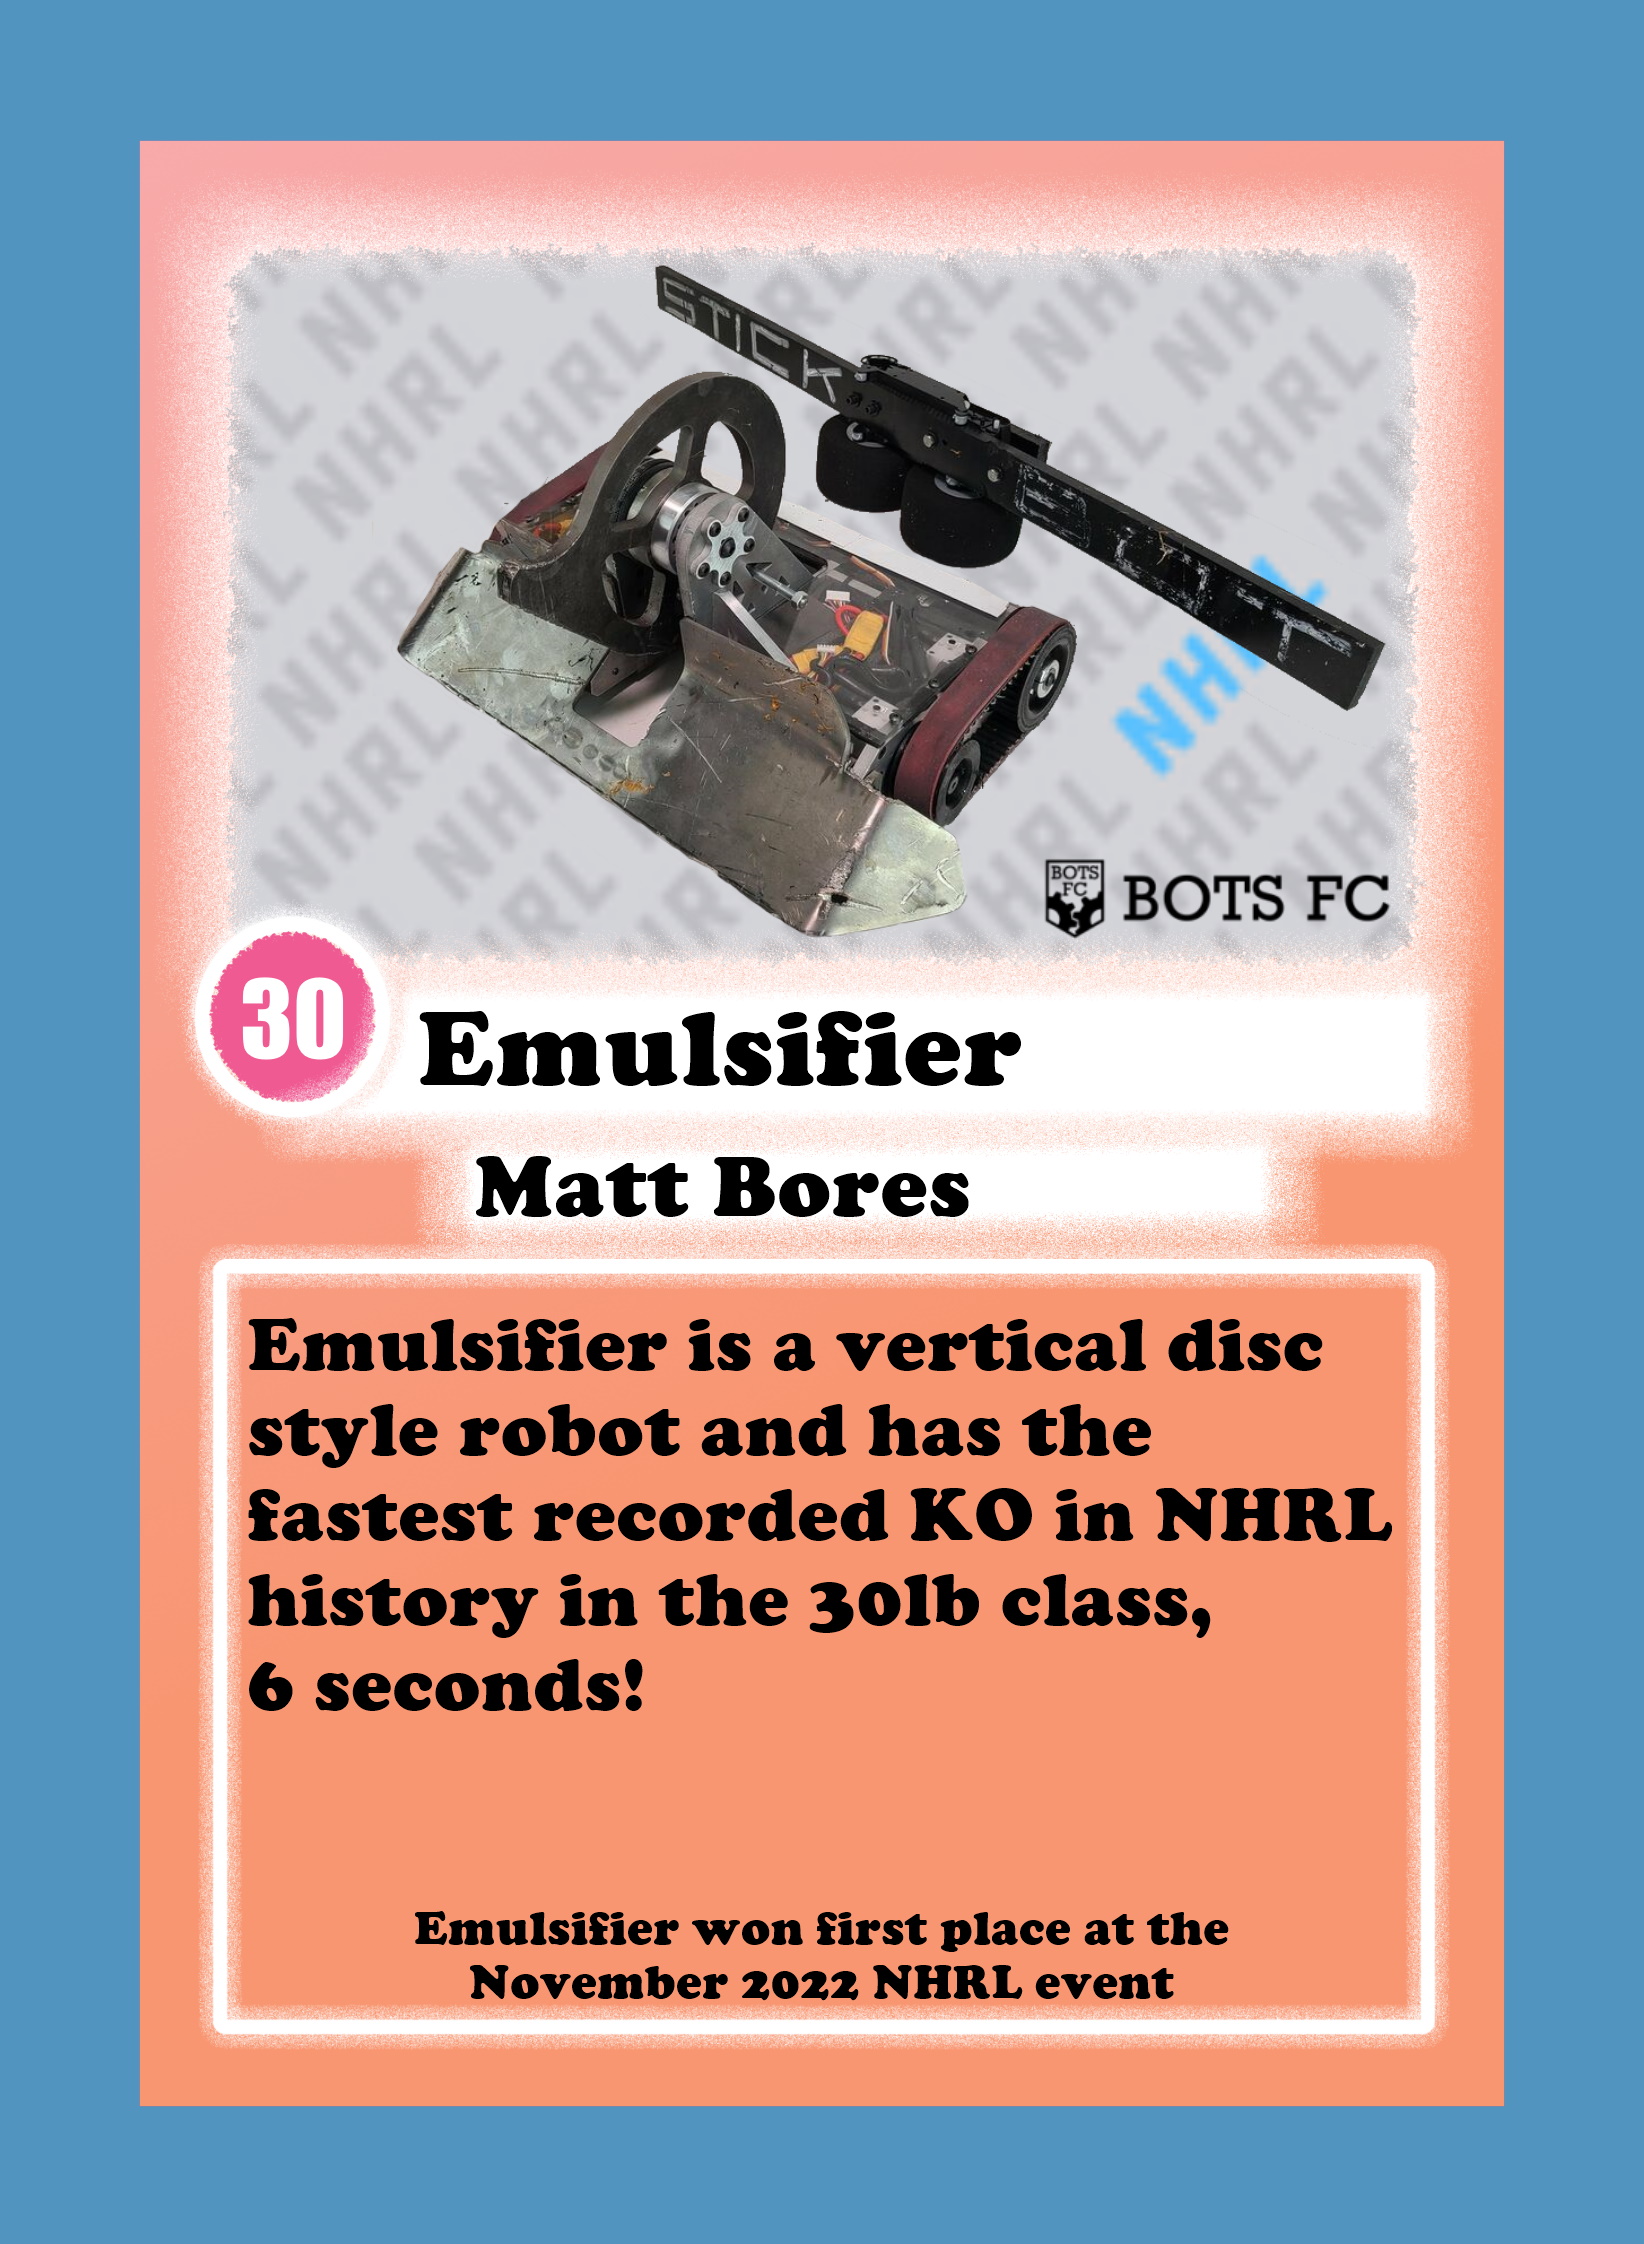 STICK
BUT
NHRL
BOTS FC
BOTS FC
30
Emulsifier
Matt Bores
Emulsifier is a vertical disc
style robot and has the
fastest recorded KO in NHRL
history in the 30lb class,
6 seconds!
Emulsifier won first place at the
November 2022 NHRL event